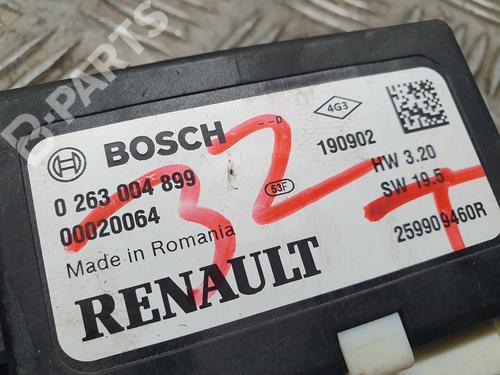 B-PARTS
BOSCH
D
4G3
190902
0 263 004 899
00020064
53F
HW 3.20
SW 19.5
259909460R
Made in Romania
RENAULT
32T